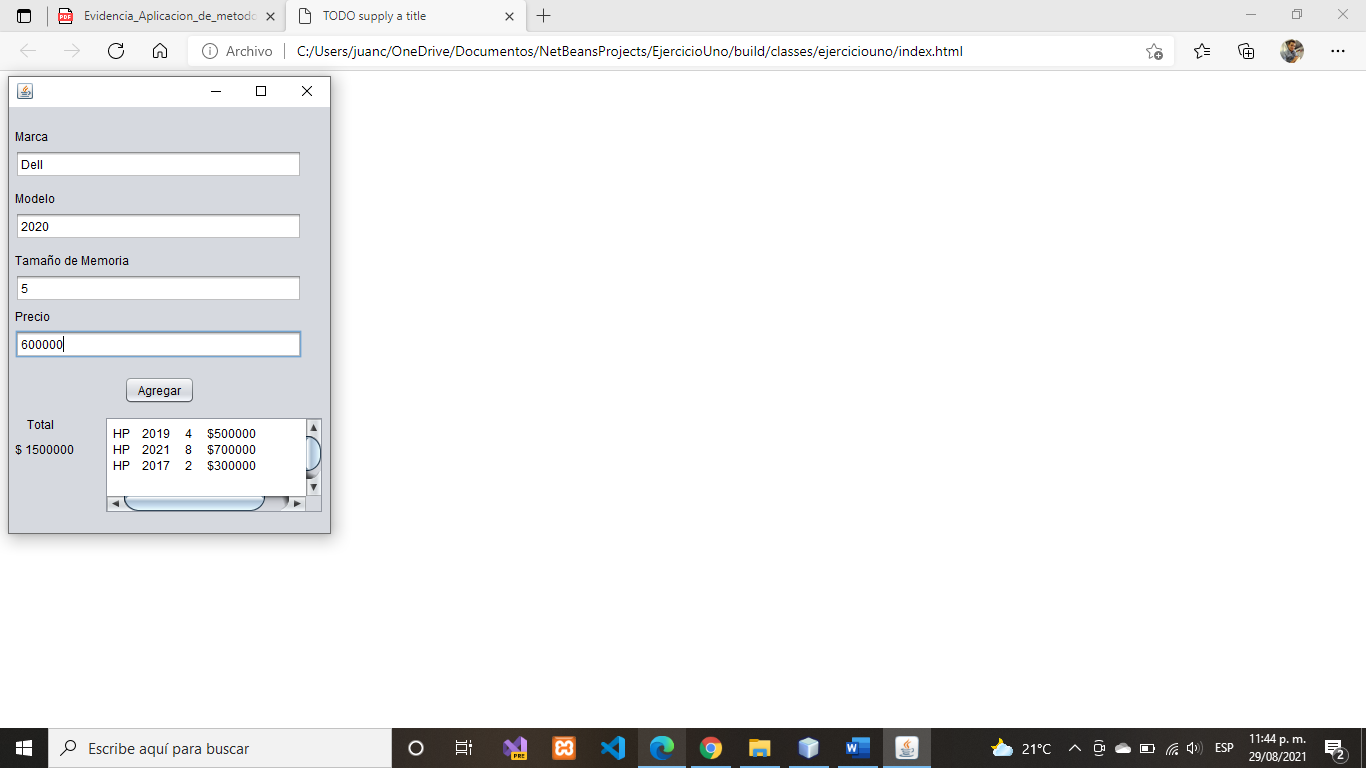 Evidencia_Aplicacion_de_metodo
TODO supply a title
Archivo
C:/Users/juanc/OneDrive/Documentos/NetBeansProjects/EjercicioUno/build/classes/ejerciciouno/index.html
Marca
Dell
Modelo
2020
Tamaño de Memoria
5
Precio
600000
Agregar
Total
$ 1500000
HP 2019 4 $500000
HP 2021 8 $700000
HP 2017 2 $300000
Escribe aquí para buscar
PRE
21°C
ESP
11:44 p. m.
29/08/2021
2